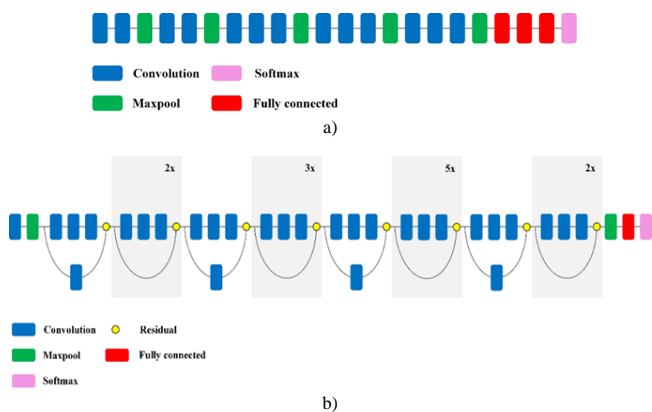 Convolution Softmax
Maxpool Fully connected
a)
2x 3x 5x 2x
Convolution Residual
Maxpool Fully connected
Softmax
b)